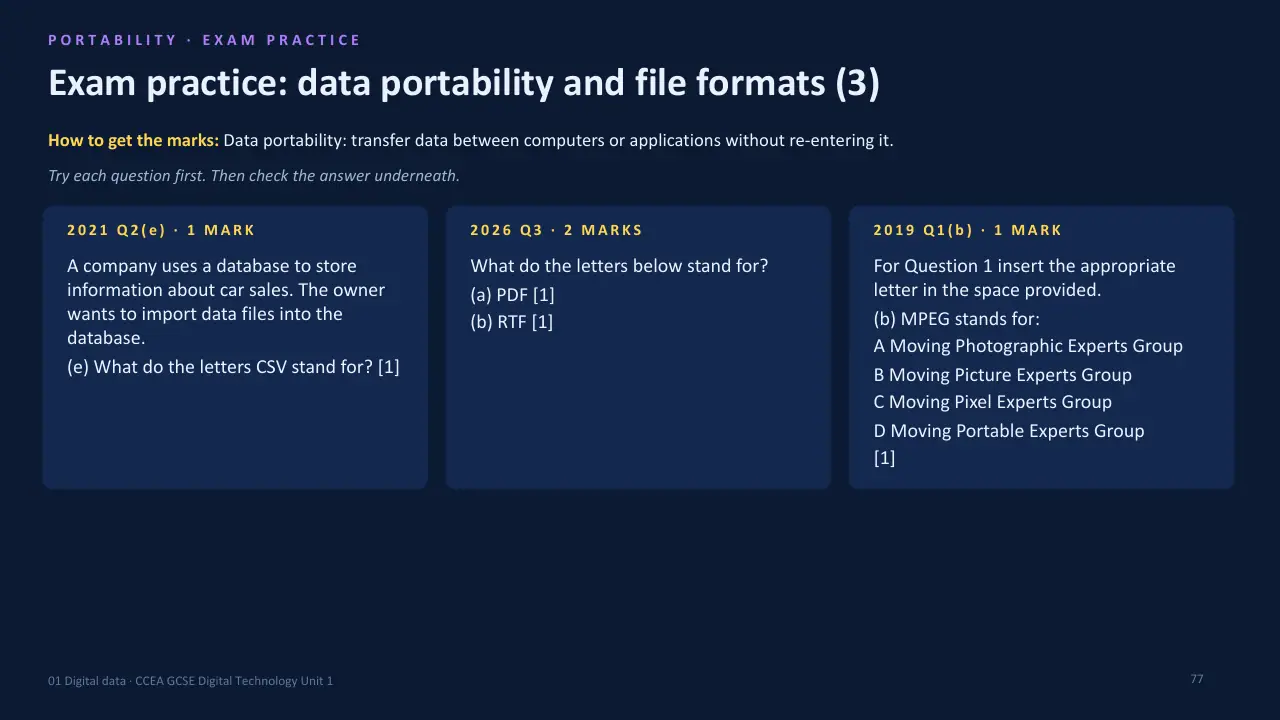 PORTABILITY · EXAM PRACTICE
Exam practice: data portability and file formats (3)
How to get the marks: Data portability: transfer data between computers or applications without re-entering it.
Try each question first. Then check the answer underneath.
2021 Q2(e) · 1 MARK
A company uses a database to store
information about car sales. The owner
wants to import data files into the
database.
(e) What do the letters CSV stand for? [1]
2026 Q3 · 2 MARKS
What do the letters below stand for?
(a) PDF [1]
(b) RTF [1]
2019 Q1(b) · 1 MARK
For Question 1 insert the appropriate
letter in the space provided.
(b) MPEG stands for:
A Moving Photographic Experts Group
B Moving Picture Experts Group
C Moving Pixel Experts Group
D Moving Portable Experts Group
[1]
01 Digital data · CCEA GCSE Digital Technology Unit 1
77